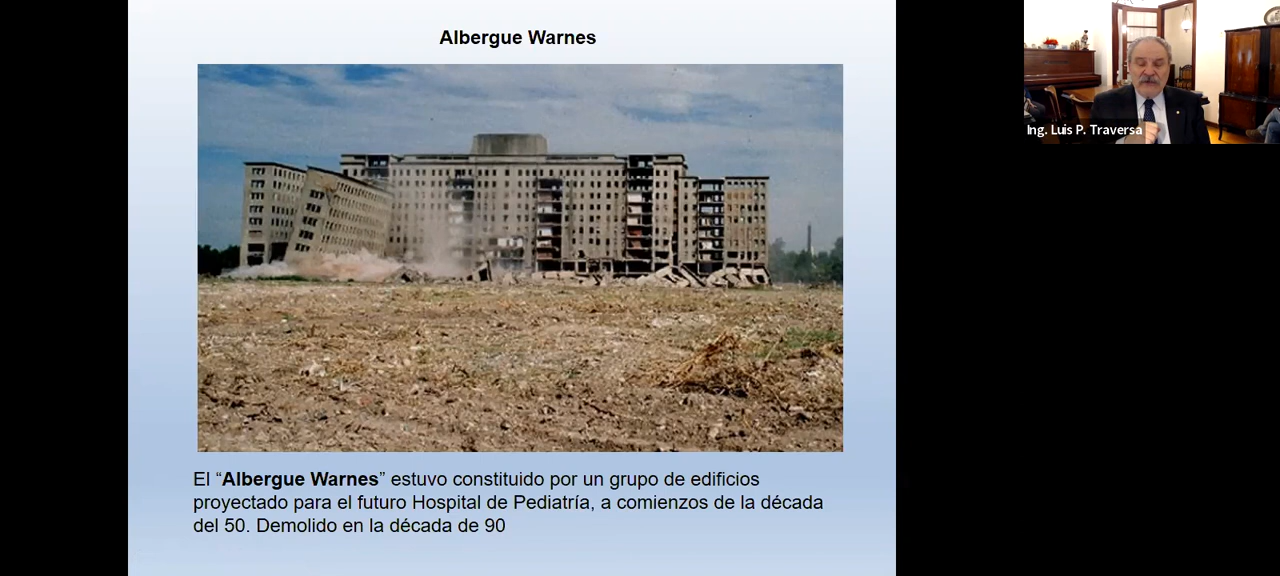 Albergue Warnes
Ing. Luis P. Traversa
El “Albergue Warnes” estuvo constituido por un grupo de edificios
proyectado para el futuro Hospital de Pediatría, a comienzos de la década
del 50. Demolido en la década de 90